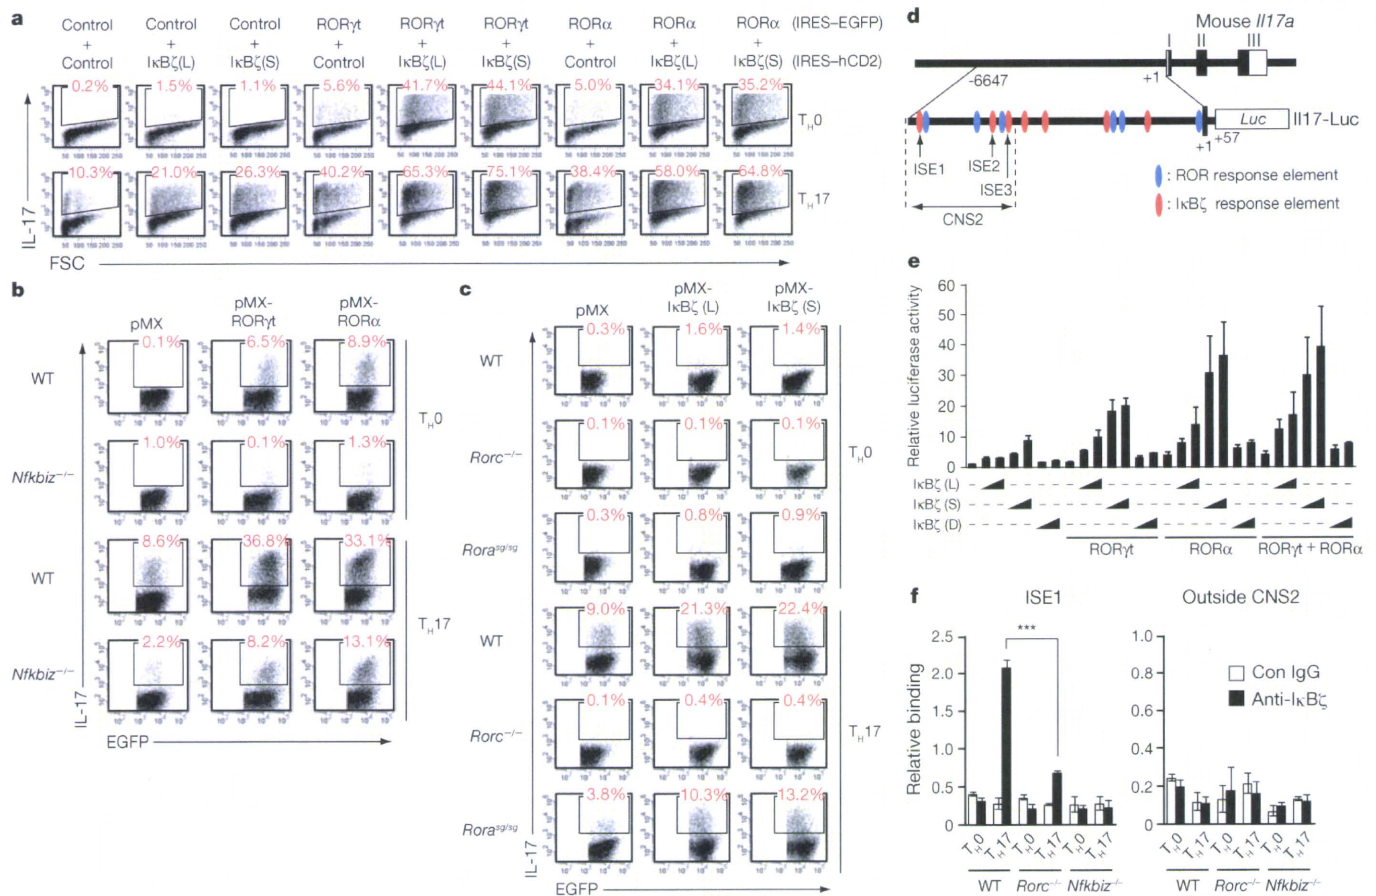 a
Control Control Control RORγt RORγt RORγt RORα RORα RORα (IRES–EGFP)
+ + + + + + + + +
Control IκBζ(L) IκBζ(S) Control IκBζ(L) IκBζ(S) Control IκBζ(L) IκBζ(S) (IRES–hCD2)
0.2% 1.5% 1.1% 5.6% 41.7% 44.1% 5.0% 34.1% 35.2%
TH0
50 100 150 200 250
10.3% 21.0% 26.3% 40.2% 65.3% 75.1% 38.4% 58.0% 64.8%
TH17
50 100 150 200 250
IL-17
FSC
b
pMX pMX-RORγt pMX-RORα
WT 0.1% 6.5% 8.9%
TH0
Nfkbiz−/− 1.0% 0.1% 1.3%
WT 8.6% 36.8% 33.1%
TH17
Nfkbiz−/− 2.2% 8.2% 13.1%
IL-17
EGFP
c
pMX pMX-IκBζ (L) pMX-IκBζ (S)
WT 0.3% 1.6% 1.4%
Rorc−/− 0.1% 0.1% 0.1%
TH0
Rorasg/sg 0.3% 0.8% 0.9%
WT 9.0% 21.3% 22.4%
Rorc−/− 0.1% 0.4% 0.4%
TH17
Rorasg/sg 3.8% 10.3% 13.2%
IL-17
EGFP
d
Mouse Il17a
I II III
-6647 +1
Luc Il17-Luc
+1 +57
ISE1 ISE2 ISE3
CNS2
: ROR response element
: IκBζ response element
e
Relative luciferase activity
60
50
40
30
20
10
0
IκBζ (L)
IκBζ (S)
IκBζ (D)
RORγt RORα RORγt + RORα
f
ISE1 Outside CNS2
***
Relative binding
2.5
2.0
1.5
1.0
0.5
0
1.0
0.8
0.6
0.4
0.2
0
Con IgG
Anti-IκBζ
TH0 TH17 TH0 TH17 TH0 TH17 TH0 TH17 TH0 TH17 TH0 TH17
WT Rorc−/− Nfkbiz−/− WT Rorc−/− Nfkbiz−/−